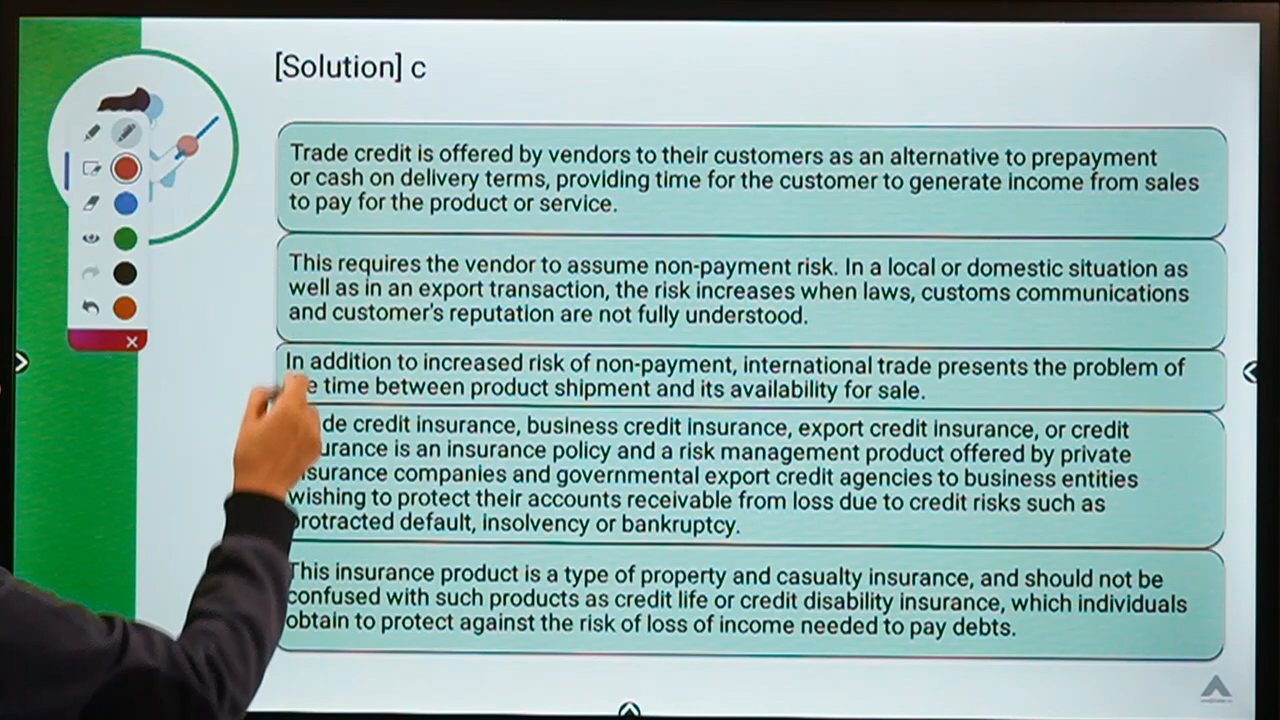 [Solution] c
Trade credit is offered by vendors to their customers as an alternative to prepayment
or cash on delivery terms, providing time for the customer to generate income from sales
to pay for the product or service.
This requires the vendor to assume non-payment risk. In a local or domestic situation as
well as in an export transaction, the risk increases when laws, customs communications
and customer's reputation are not fully understood.
In addition to increased risk of non-payment, international trade presents the problem of
time between product shipment and its availability for sale.
credit insurance, business credit insurance, export credit insurance, or credit
is an insurance policy and a risk management product offered by private
insurance companies and governmental export credit agencies to business entities
wishing to protect their accounts receivable from loss due to credit risks such as
protracted default, insolvency or bankruptcy.
This insurance product is a type of property and casualty insurance, and should not be
confused with such products as credit life or credit disability insurance, which individuals
obtain to protect against the risk of loss of income needed to pay debts.